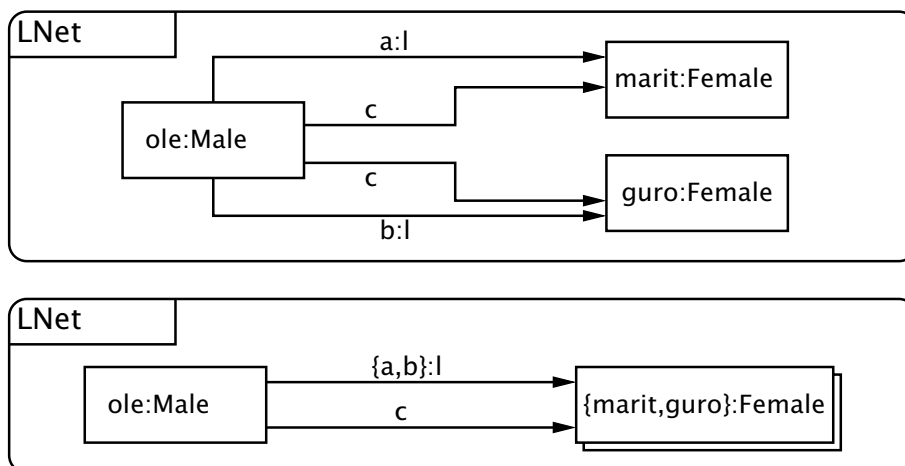 LNet
a:l
marit:Female
c
ole:Male
c
guro:Female
b:l
LNet
{a,b}:l
ole:Male
{marit,guro}:Female
c